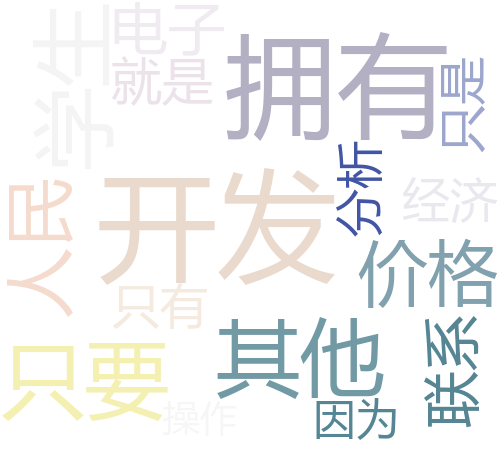 电子
学生
就是
拥有
只是
分析
开发
人民
经济
价格
只有
其他
只要
联系
因为
操作